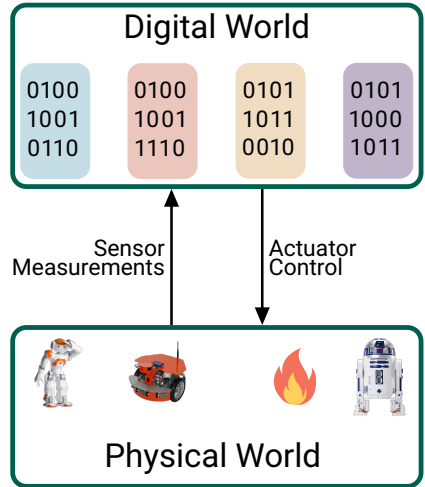 Digital World
0100 0100 0101 0101
1001 1001 1011 1000
0110 1110 0010 1011
Sensor
Measurements
Actuator
Control
Physical World